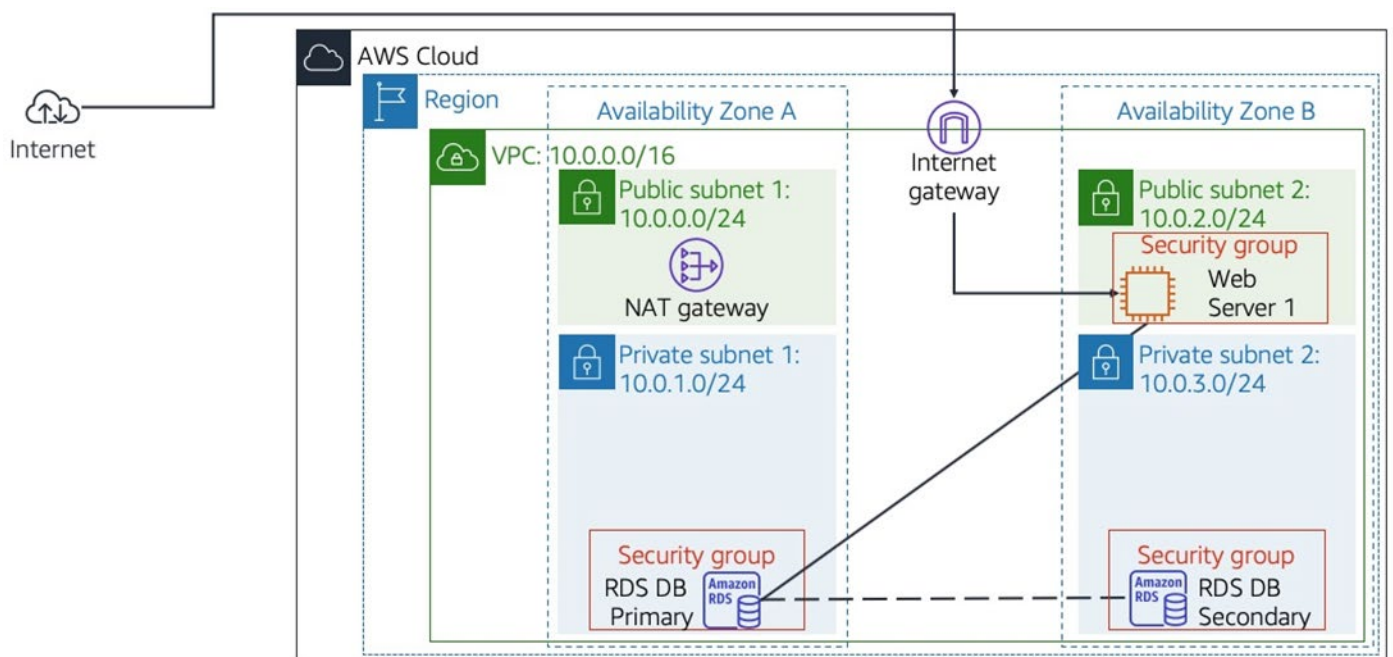 AWS Cloud
Region
Availability Zone A
Availability Zone B
Internet
VPC: 10.0.0.0/16
Internet
gateway
Public subnet 1:
10.0.0.0/24
NAT gateway
Public subnet 2:
10.0.2.0/24
Security group
Web
Server 1
Private subnet 1:
10.0.1.0/24
Private subnet 2:
10.0.3.0/24
Security group
RDS DB
Primary
Amazon
RDS
Security group
Amazon
RDS
RDS DB
Secondary